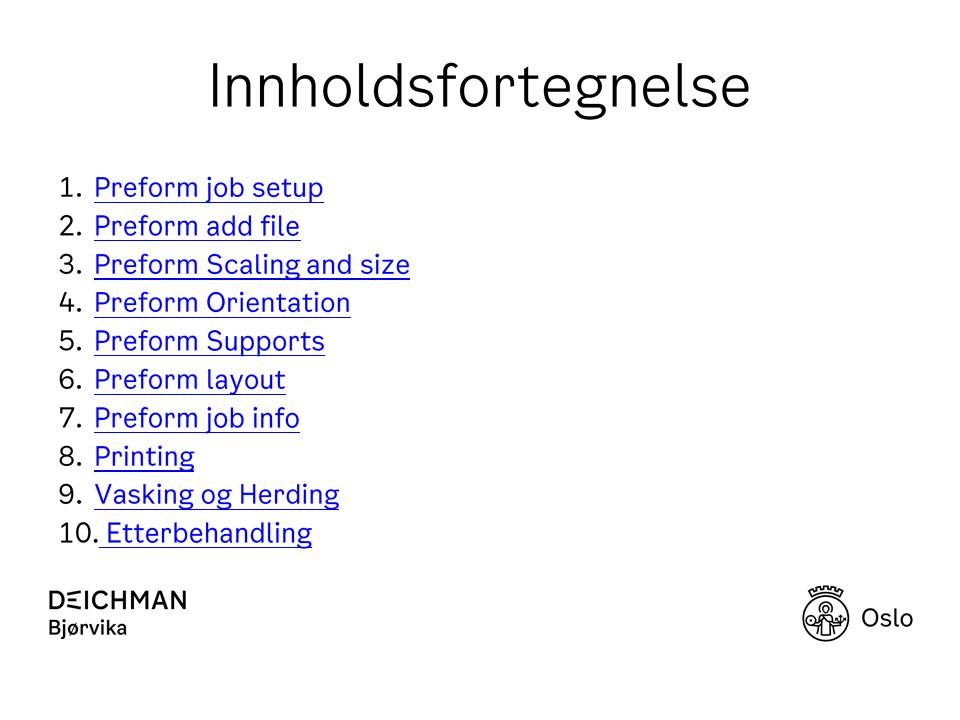 Innholdsfortegnelse
1. Preform job setup
2. Preform add file
3. Preform Scaling and size
4. Preform Orientation
5. Preform Supports
6. Preform layout
7. Preform job info
8. Printing
9. Vasking og Herding
10. Etterbehandling
DEICHMAN
Bjørvika
Oslo